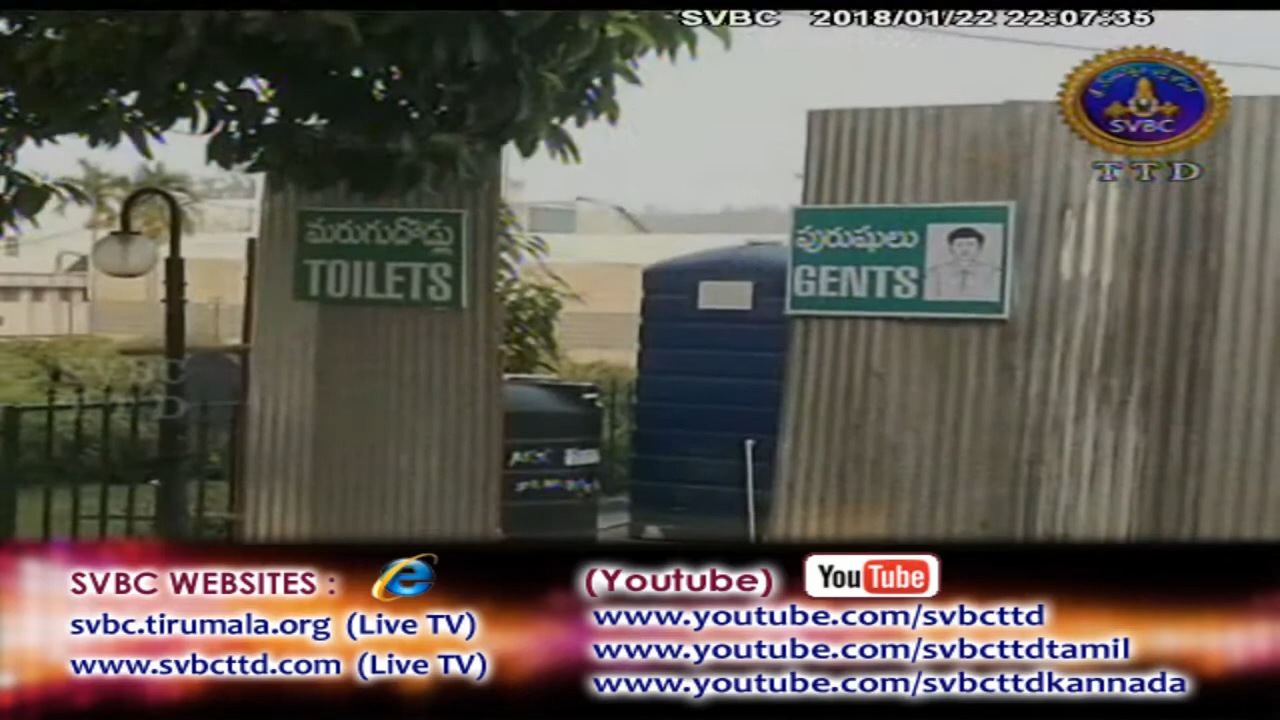 SVBC 2018/01/22 22:07:35
SVBC
TTD
మరుగుదొడ్లు
TOILETS
పురుషులు
GENTS
SVBC
SVBC WEBSITES :
svbc.tirumala.org (Live TV)
www.svbcttd.com (Live TV)
(Youtube) YouTube
www.youtube.com/svbcttd
www.youtube.com/svbcttdtamil
www.youtube.com/svbcttdkannada